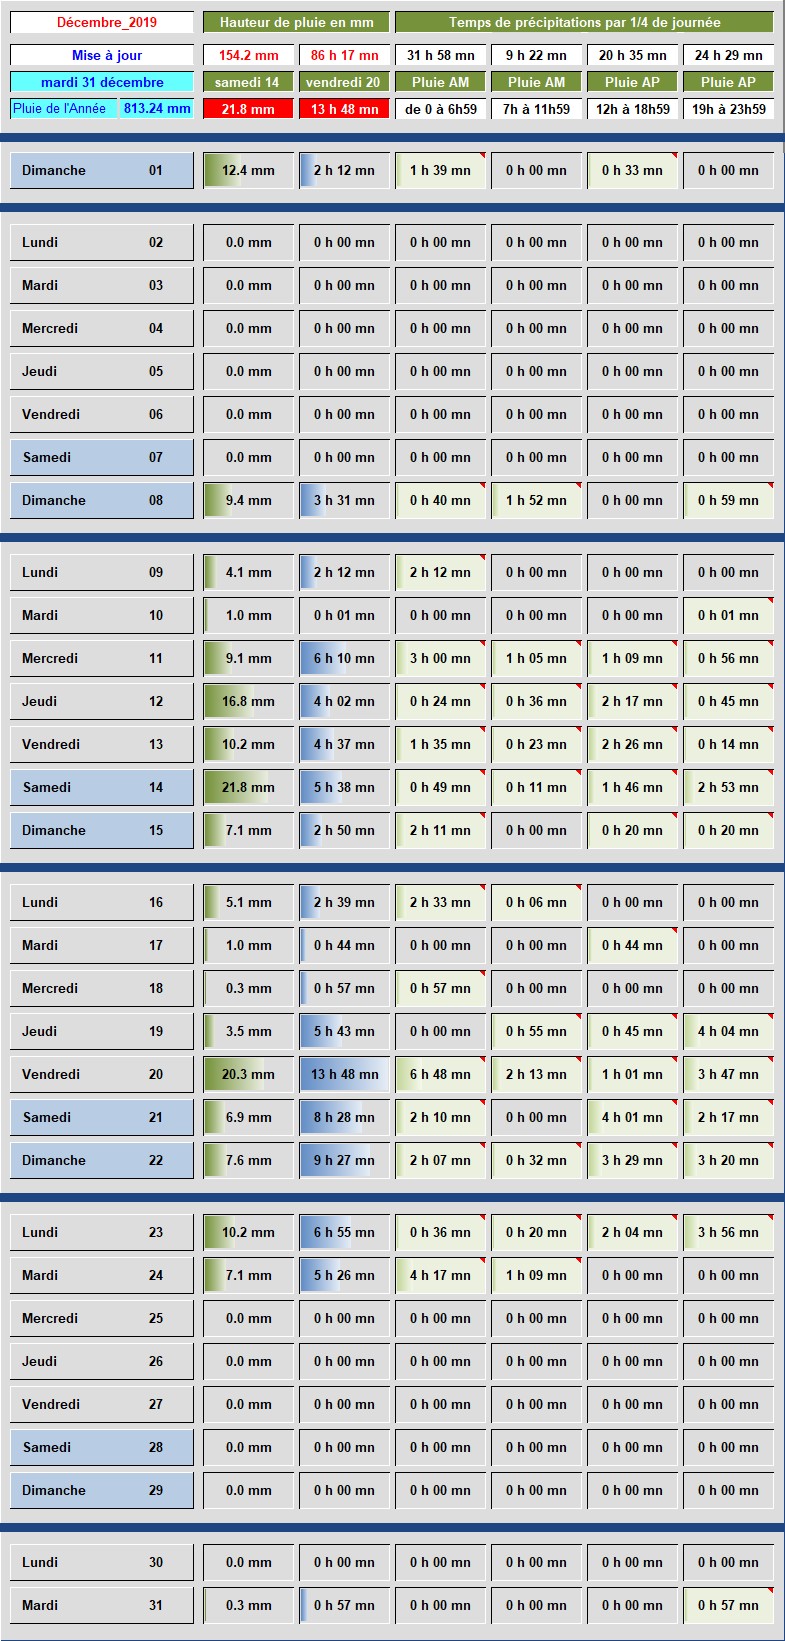 Décembre_2019 Hauteur de pluie en mm Temps de précipitations par 1/4 de journée
Mise à jour 154.2 mm 86 h 17 mn 31 h 58 mn 9 h 22 mn 20 h 35 mn 24 h 29 mn
mardi 31 décembre samedi 14 vendredi 20 Pluie AM Pluie AM Pluie AP Pluie AP
Pluie de l'Année 813.24 mm 21.8 mm 13 h 48 mn de 0 à 6h59 7h à 11h59 12h à 18h59 19h à 23h59
Dimanche 01 12.4 mm 2 h 12 mn 1 h 39 mn 0 h 00 mn 0 h 33 mn 0 h 00 mn
Lundi 02 0.0 mm 0 h 00 mn 0 h 00 mn 0 h 00 mn 0 h 00 mn 0 h 00 mn
Mardi 03 0.0 mm 0 h 00 mn 0 h 00 mn 0 h 00 mn 0 h 00 mn 0 h 00 mn
Mercredi 04 0.0 mm 0 h 00 mn 0 h 00 mn 0 h 00 mn 0 h 00 mn 0 h 00 mn
Jeudi 05 0.0 mm 0 h 00 mn 0 h 00 mn 0 h 00 mn 0 h 00 mn 0 h 00 mn
Vendredi 06 0.0 mm 0 h 00 mn 0 h 00 mn 0 h 00 mn 0 h 00 mn 0 h 00 mn
Samedi 07 0.0 mm 0 h 00 mn 0 h 00 mn 0 h 00 mn 0 h 00 mn 0 h 00 mn
Dimanche 08 9.4 mm 3 h 31 mn 0 h 40 mn 1 h 52 mn 0 h 00 mn 0 h 59 mn
Lundi 09 4.1 mm 2 h 12 mn 2 h 12 mn 0 h 00 mn 0 h 00 mn 0 h 00 mn
Mardi 10 1.0 mm 0 h 01 mn 0 h 00 mn 0 h 00 mn 0 h 00 mn 0 h 01 mn
Mercredi 11 9.1 mm 6 h 10 mn 3 h 00 mn 1 h 05 mn 1 h 09 mn 0 h 56 mn
Jeudi 12 16.8 mm 4 h 02 mn 0 h 24 mn 0 h 36 mn 2 h 17 mn 0 h 45 mn
Vendredi 13 10.2 mm 4 h 37 mn 1 h 35 mn 0 h 23 mn 2 h 26 mn 0 h 14 mn
Samedi 14 21.8 mm 5 h 38 mn 0 h 49 mn 0 h 11 mn 1 h 46 mn 2 h 53 mn
Dimanche 15 7.1 mm 2 h 50 mn 2 h 11 mn 0 h 00 mn 0 h 20 mn 0 h 20 mn
Lundi 16 5.1 mm 2 h 39 mn 2 h 33 mn 0 h 06 mn 0 h 00 mn 0 h 00 mn
Mardi 17 1.0 mm 0 h 44 mn 0 h 00 mn 0 h 00 mn 0 h 44 mn 0 h 00 mn
Mercredi 18 0.3 mm 0 h 57 mn 0 h 57 mn 0 h 00 mn 0 h 00 mn 0 h 00 mn
Jeudi 19 3.5 mm 5 h 43 mn 0 h 00 mn 0 h 55 mn 0 h 45 mn 4 h 04 mn
Vendredi 20 20.3 mm 13 h 48 mn 6 h 48 mn 2 h 13 mn 1 h 01 mn 3 h 47 mn
Samedi 21 6.9 mm 8 h 28 mn 2 h 10 mn 0 h 00 mn 4 h 01 mn 2 h 17 mn
Dimanche 22 7.6 mm 9 h 27 mn 2 h 07 mn 0 h 32 mn 3 h 29 mn 3 h 20 mn
Lundi 23 10.2 mm 6 h 55 mn 0 h 36 mn 0 h 20 mn 2 h 04 mn 3 h 56 mn
Mardi 24 7.1 mm 5 h 26 mn 4 h 17 mn 1 h 09 mn 0 h 00 mn 0 h 00 mn
Mercredi 25 0.0 mm 0 h 00 mn 0 h 00 mn 0 h 00 mn 0 h 00 mn 0 h 00 mn
Jeudi 26 0.0 mm 0 h 00 mn 0 h 00 mn 0 h 00 mn 0 h 00 mn 0 h 00 mn
Vendredi 27 0.0 mm 0 h 00 mn 0 h 00 mn 0 h 00 mn 0 h 00 mn 0 h 00 mn
Samedi 28 0.0 mm 0 h 00 mn 0 h 00 mn 0 h 00 mn 0 h 00 mn 0 h 00 mn
Dimanche 29 0.0 mm 0 h 00 mn 0 h 00 mn 0 h 00 mn 0 h 00 mn 0 h 00 mn
Lundi 30 0.0 mm 0 h 00 mn 0 h 00 mn 0 h 00 mn 0 h 00 mn 0 h 00 mn
Mardi 31 0.3 mm 0 h 57 mn 0 h 00 mn 0 h 00 mn 0 h 00 mn 0 h 57 mn